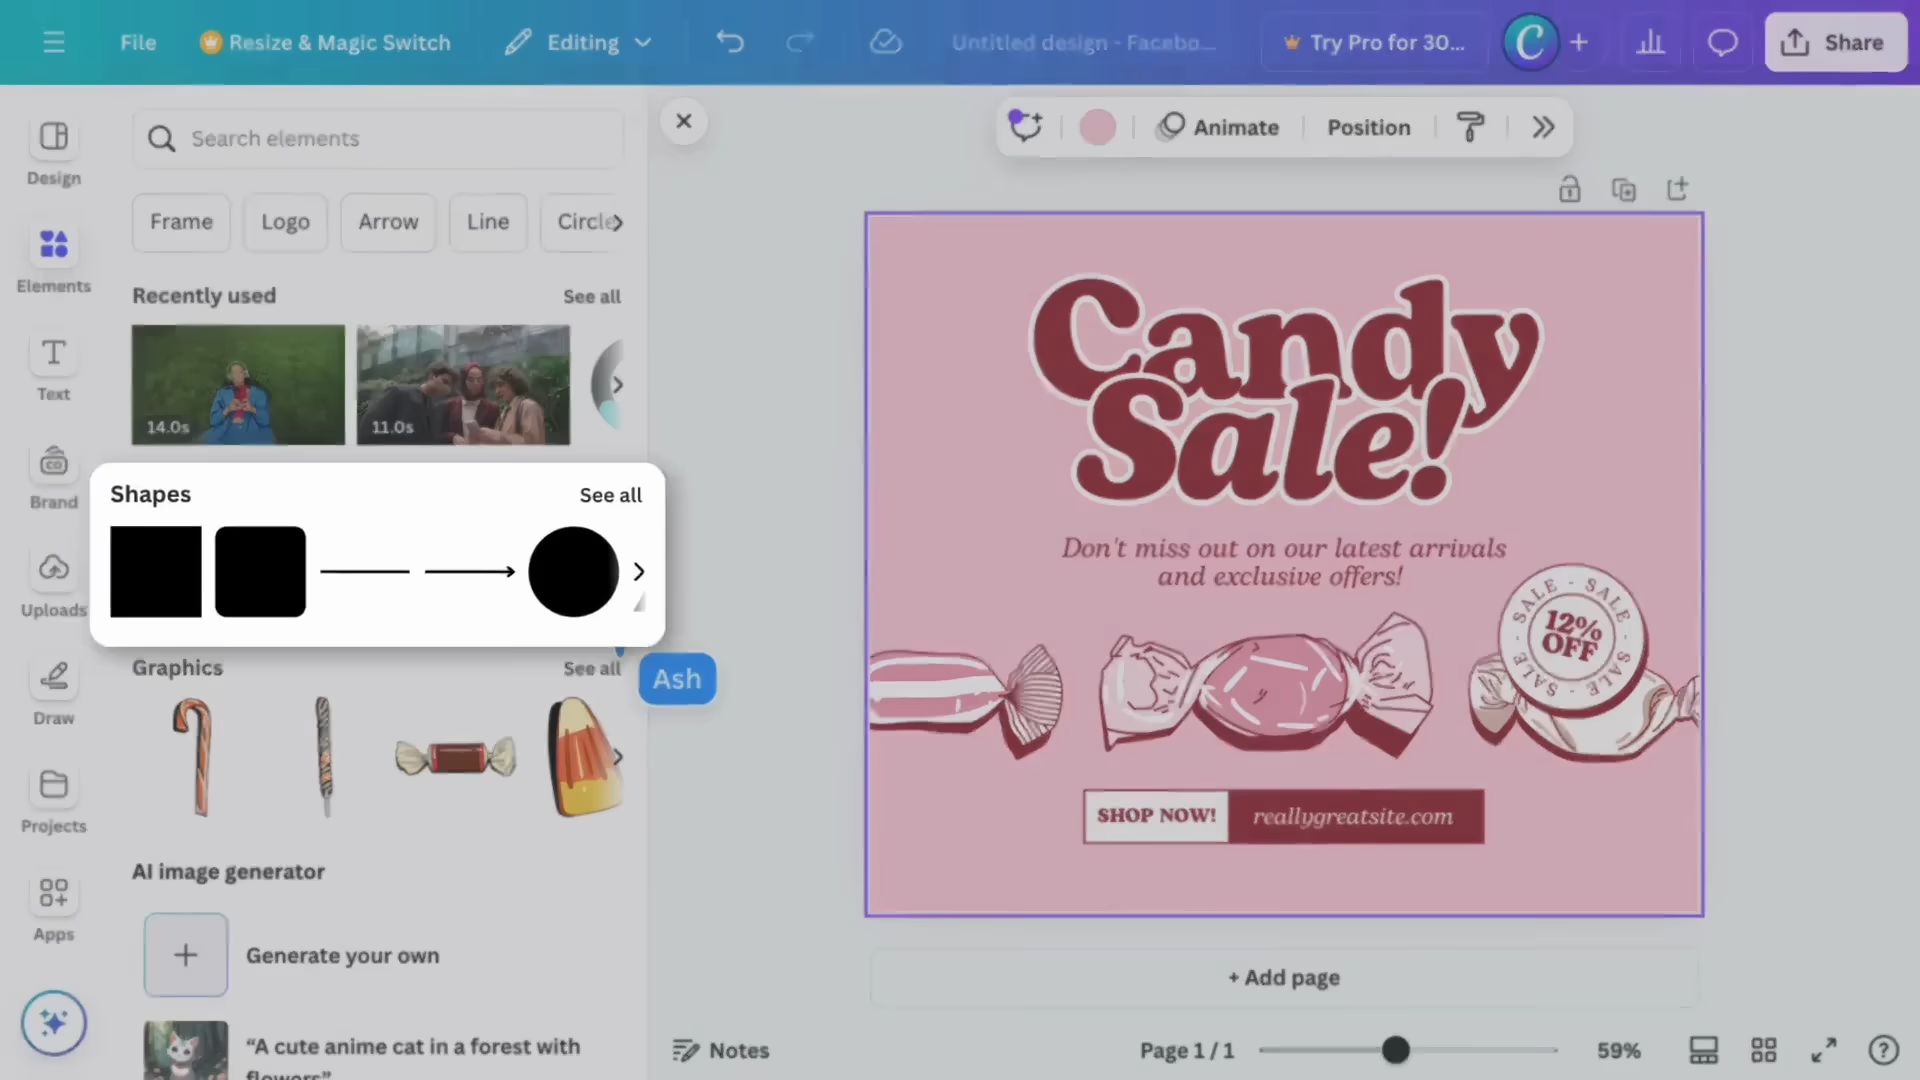 File
Resize & Magic Switch
Editing
Untitled design - Facebo...
Try Pro for 30...
C
Share
Design
Elements
Text
Brand
Uploads
Draw
Projects
Apps
Search elements
Frame
Logo
Arrow
Line
Circle
Recently used
See all
14.0s
11.0s
Shapes
See all
Graphics
See all
Ash
AI image generator
Generate your own
“A cute anime cat in a forest with
flowers”
Animate
Position
Candy
Sale!
Don't miss out on our latest arrivals
and exclusive offers!
SALE - SALE - SALE - SALE -
12%
OFF
SHOP NOW!
reallygreatsite.com
+ Add page
Notes
Page 1 / 1
59%